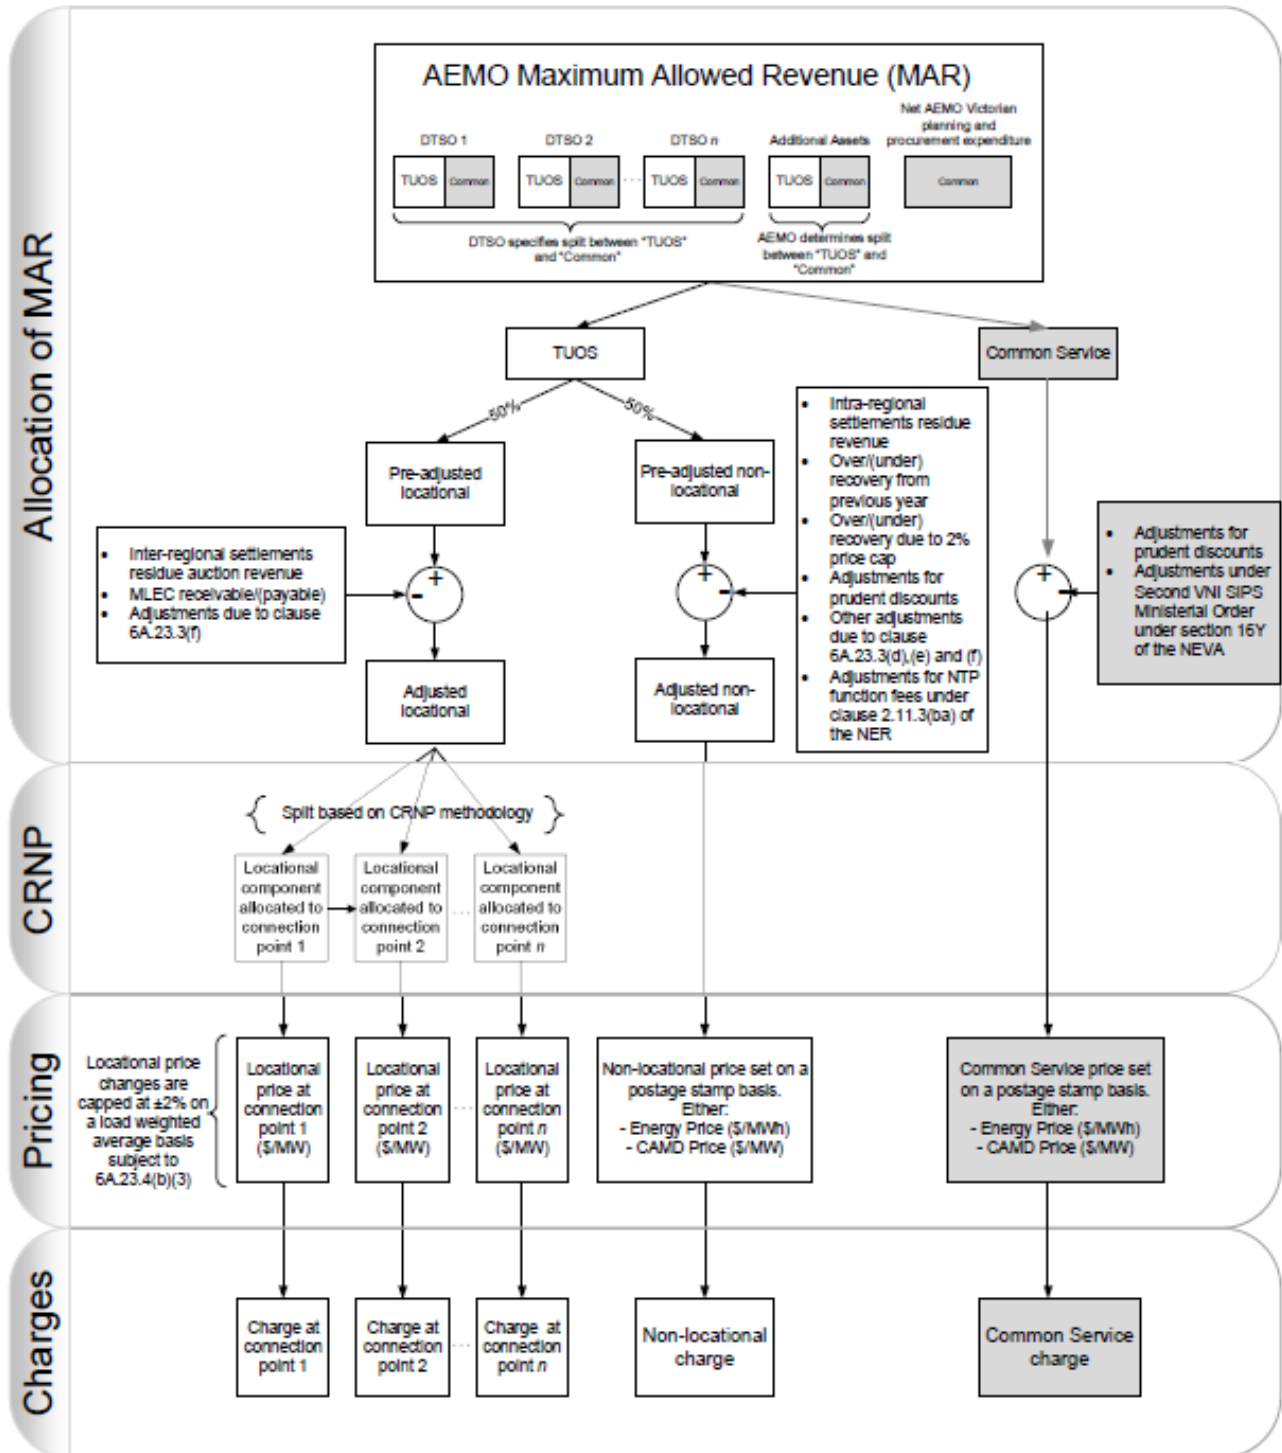 Allocation of MAR
AEMO Maximum Allowed Revenue (MAR)
DTSO 1
DTSO 2
DTSO n
Additional Assets
Net AEMO Victorian
planning and
procurement expenditure
TUOS
Common
TUOS
Common
....
TUOS
Common
TUOS
Common
Common
DTSO specifies split between "TUOS"
and "Common"
AEMO determines split
between "TUOS" and
"Common"
TUOS
Common Service
50%
50%
Pre-adjusted
locational
Pre-adjusted non-
locational
• Intra-regional
settlements residue
revenue
• Over/(under)
recovery from
previous year
• Over/(under)
recovery due to 2%
price cap
• Adjustments for
prudent discounts
• Other adjustments
due to clause
6A.23.3(d),(e) and (f)
• Adjustments for NTP
function fees under
clause 2.11.3(ba) of
the NER
• Inter-regional settlements
residue auction revenue
• MLEC receivable/(payable)
• Adjustments due to clause
6A.23.3(f)
+
-
+
-
+
-
• Adjustments for
prudent discounts
• Adjustments under
Second VNI SIPS
Ministerial Order
under section 16Y
of the NEVA
Adjusted
locational
Adjusted non-
locational
CRNP
{ Split based on CRNP methodology }
Locational
component
allocated to
connection
point 1
Locational
component
allocated to
connection
point 2
....
Locational
component
allocated to
connection
point n
Pricing
Locational price
changes are
capped at ±2% on
a load weighted
average basis
subject to
6A.23.4(b)(3)
Locational
price at
connection
point 1
($/MW)
Locational
price at
connection
point 2
($/MW)
....
Locational
price at
connection
point n
($/MW)
Non-locational price set on a
postage stamp basis.
Either:
- Energy Price ($/MWh)
- CAMD Price ($/MW)
Common Service price set
on a postage stamp basis.
Either:
- Energy Price ($/MWh)
- CAMD Price ($/MW)
Charges
Charge at
connection
point 1
Charge at
connection
point 2
....
Charge at
connection
point n
Non-locational
charge
Common Service
charge